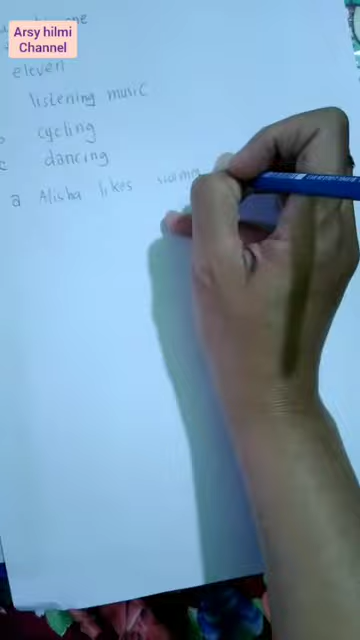 Arsy hilmi
Channel
eleven
listening music
cycling
c dancing
a Alisha likes